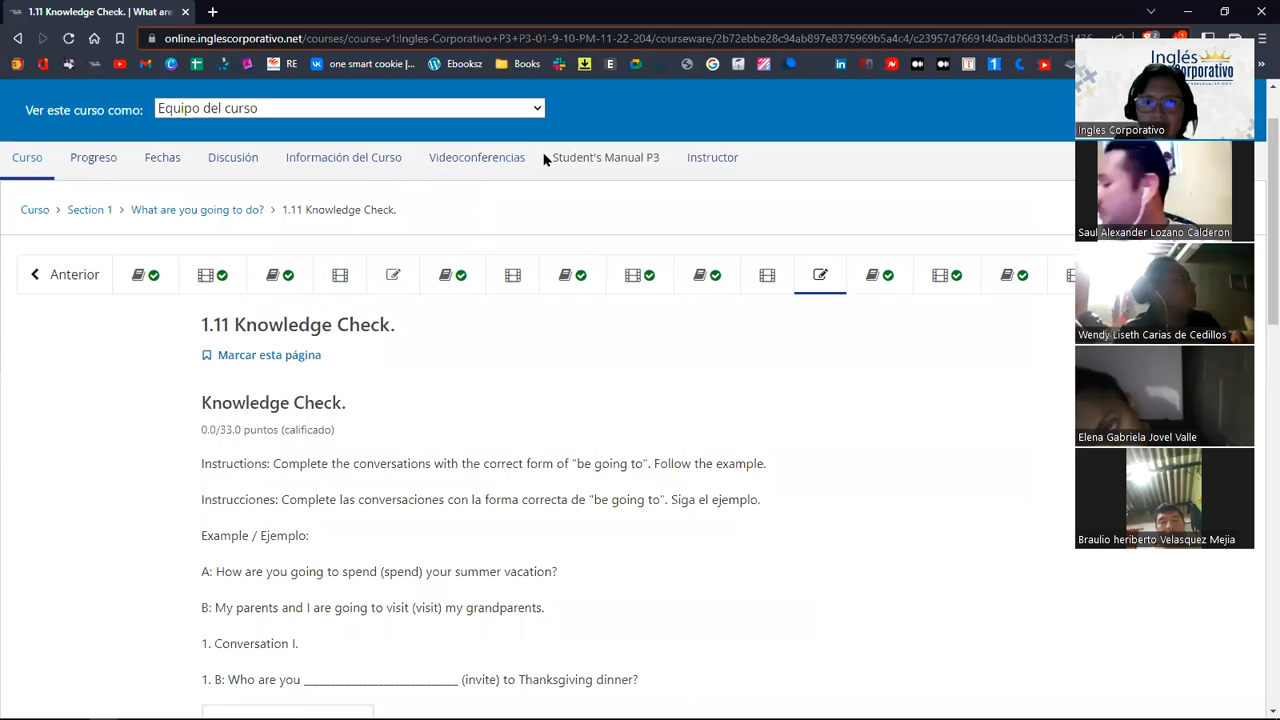 1.11 Knowledge Check. | What are
online.inglescorporativo.net/courses/course-v1:Ingles-Corporativo+P3+P3-01-9-10-PM-11-22-204/courseware/2b72ebbe28c94ab897e8365969b5a4c4/
RE
one smart cookie [...
Eboo
Clientes
Ver este curso como:
Equipo del curso
Curso
Progreso
Fechas
Discusión
Información del Curso
Videoconferencias
Student's Manual P3
Instructor
Curso > Section 1 > What are you going to do? > 1.11 Knowledge Check.
Anterior
1.11 Knowledge Check.
Marcar esta página
Knowledge Check.
0.0/33.0 puntos (calificado)
Instructions: Complete the conversations with the correct form of "be going to". Follow the example.
Instrucciones: Complete las conversaciones con la forma correcta de "be going to". Siga el ejemplo.
Example / Ejemplo:
A: How are you going to spend (spend) your summer vacation?
B: My parents and I are going to visit (visit) my grandparents.
1. Conversation I.
1. B: Who are you __________________________ (invite) to Thanksgiving dinner?
Inglés
Corporativo
Ingles Corporativo
Saul Alexander Lozano Calderon
Wendy Liseth Carias de Cedillos
Elena Gabriela Jovel Valle
Braulio heriberto Velasquez Mejia